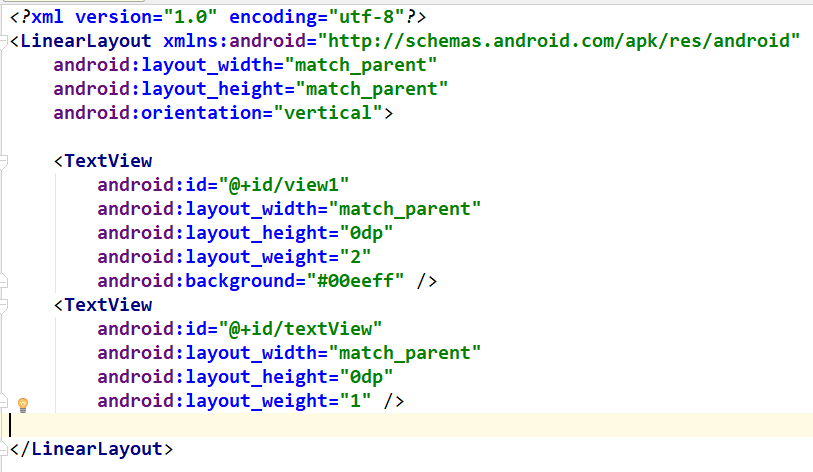 <?xml version="1.0" encoding="utf-8"?>
<LinearLayout xmlns:android="http://schemas.android.com/apk/res/android"
    android:layout_width="match_parent"
    android:layout_height="match_parent"
    android:orientation="vertical">

    <TextView
        android:id="@+id/view1"
        android:layout_width="match_parent"
        android:layout_height="0dp"
        android:layout_weight="2"
        android:background="#00eeff" />
    <TextView
        android:id="@+id/textView"
        android:layout_width="match_parent"
        android:layout_height="0dp"
        android:layout_weight="1" />

</LinearLayout>